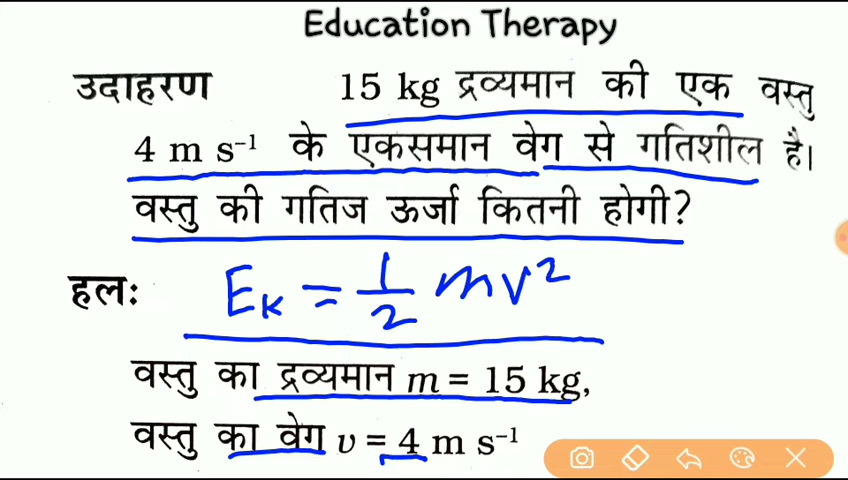 Education Therapy
उदाहरण 15 kg द्रव्यमान की एक वस्तु
4 m s⁻¹ के एकसमान वेग से गतिशील है।
वस्तु की गतिज ऊर्जा कितनी होगी?
हलः E_K = 1/2 mv²
वस्तु का द्रव्यमान m = 15 kg,
वस्तु का वेग v = 4 m s⁻¹